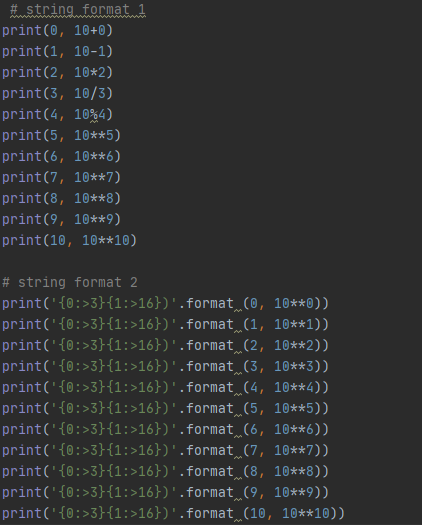 # string format 1
print(0, 10+0)
print(1, 10-1)
print(2, 10*2)
print(3, 10/3)
print(4, 10%4)
print(5, 10**5)
print(6, 10**6)
print(7, 10**7)
print(8, 10**8)
print(9, 10**9)
print(10, 10**10)
# string format 2
print('{0:>3}{1:>16})'.format (0, 10**0))
print('{0:>3}{1:>16})'.format (1, 10**1))
print('{0:>3}{1:>16})'.format (2, 10**2))
print('{0:>3}{1:>16})'.format (3, 10**3))
print('{0:>3}{1:>16})'.format (4, 10**4))
print('{0:>3}{1:>16})'.format (5, 10**5))
print('{0:>3}{1:>16})'.format (6, 10**6))
print('{0:>3}{1:>16})'.format (7, 10**7))
print('{0:>3}{1:>16})'.format (8, 10**8))
print('{0:>3}{1:>16})'.format (9, 10**9))
print('{0:>3}{1:>16})'.format (10, 10**10))